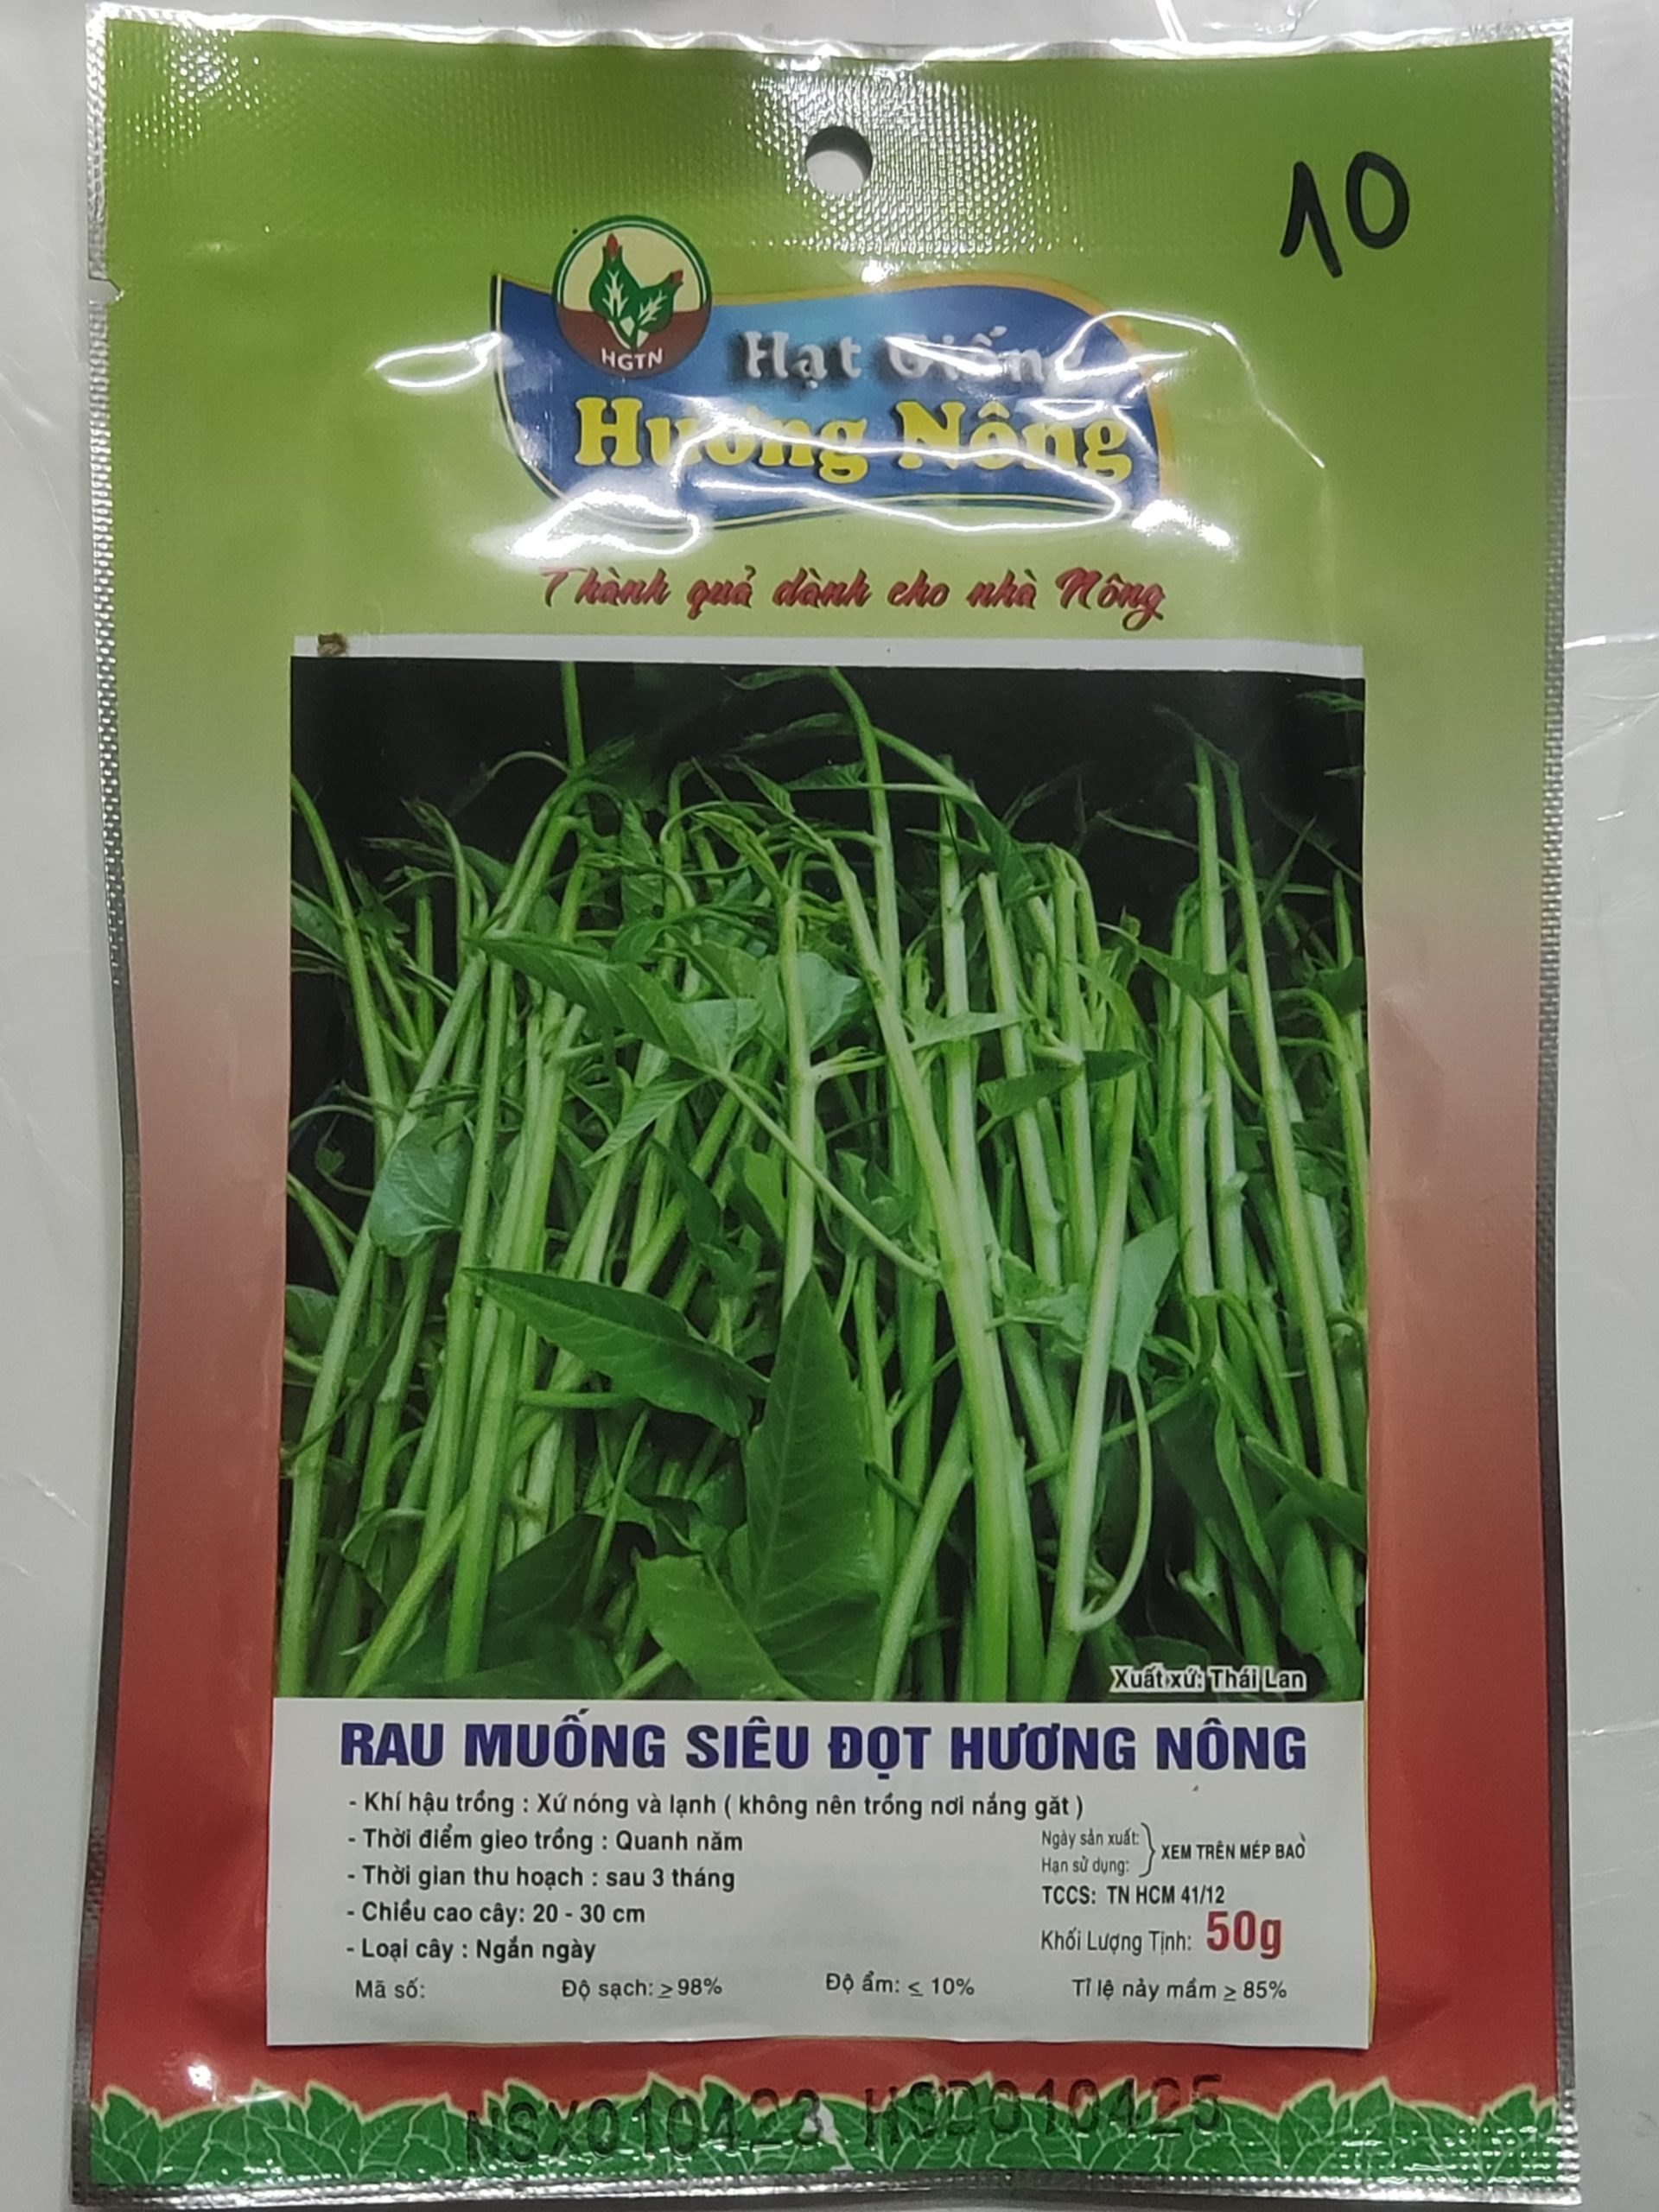 10
HGTN
Hạt Giống
Hương Nông
Thành quả dành cho nhà Nông
Xuất xứ: Thái Lan
RAU MUỐNG SIÊU ĐỌT HƯƠNG NÔNG
- Khí hậu trồng : Xứ nóng và lạnh ( không nên trồng nơi nắng găt )
- Thời điểm gieo trồng : Quanh năm
- Thời gian thu hoạch : sau 3 tháng
- Chiều cao cây: 20 - 30 cm
- Loại cây : Ngắn ngày
Ngày sản xuất:
Hạn sử dụng:
XEM TRÊN MÉP BAO
TCCS: TN HCM 41/12
Khối Lượng Tịnh: 50g
Mã số: Độ sạch: ≥ 98% Độ ẩm: ≤ 10% Tỉ lệ nảy mầm ≥ 85%
NSX010423 HSD010425